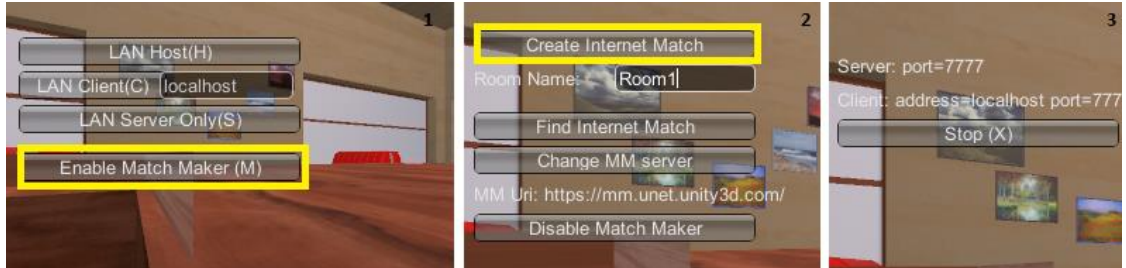 1
LAN Host(H)
LAN Client(C) localhost
LAN Server Only(S)
Enable Match Maker (M)
2
Create Internet Match
Room Name: Room1
Find Internet Match
Change MM server
MM Uri: https://mm.unet.unity3d.com/
Disable Match Maker
3
Server: port=7777
Client: address=localhost port=777
Stop (X)